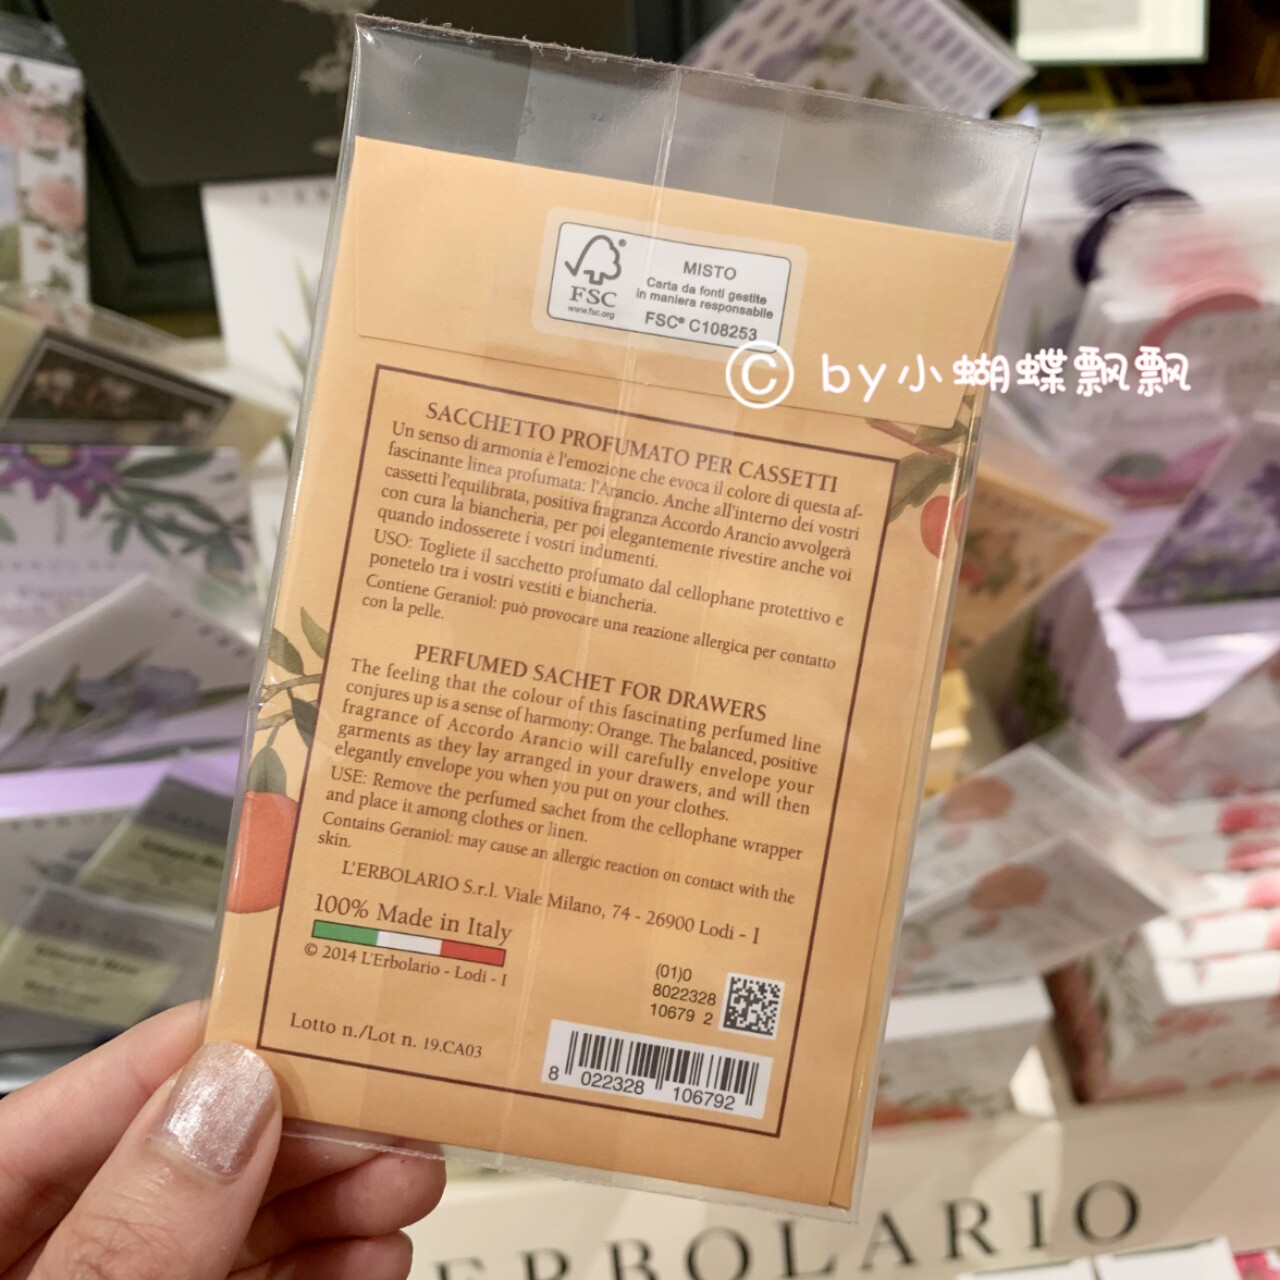 FSC
www.fsc.org
MISTO
Carta da fonti gestite
in maniera responsabile
FSC® C108253
© by小蝴蝶飘飘
SACCHETTO PROFUMATO PER CASSETTI
Un senso di armonia è l'emozione che evoca il colore di questa af-
fascinante linea profumata: l'Arancio. Anche all'interno dei vostri
cassetti l'equilibrata, positiva fragranza Accordo Arancio avvolgerà
con cura la biancheria, per poi elegantemente rivestire anche voi
quando indosserete i vostri indumenti.
USO: Togliete il sacchetto profumato dal cellophane protettivo e
ponetelo tra i vostri vestiti e biancheria.
Contiene Geraniol: può provocare una reazione allergica per contatto
con la pelle.
PERFUMED SACHET FOR DRAWERS
The feeling that the colour of this fascinating perfumed line
conjures up is a sense of harmony: Orange. The balanced, positive
fragrance of Accordo Arancio will carefully envelope your
garments as they lay arranged in your drawers, and will then
elegantly envelope you when you put on your clothes.
USE: Remove the perfumed sachet from the cellophane wrapper
and place it among clothes or linen.
Contains Geraniol: may cause an allergic reaction on contact with the
skin.
L'ERBOLARIO S.r.l. Viale Milano, 74 - 26900 Lodi - I
100% Made in Italy
© 2014 L'Erbolario - Lodi - I
(01)0
8022328
10679 2
Lotto n./Lot n. 19.CA03
8 022328 106792
ERBOLARIO